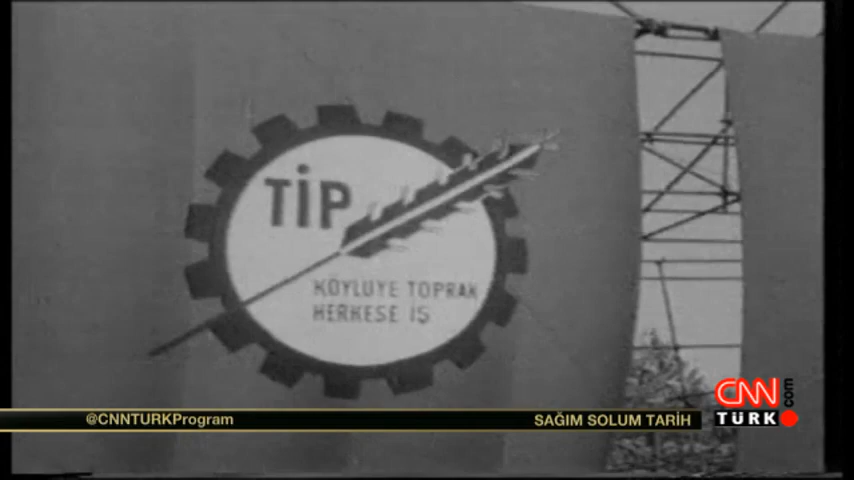 TİP
KÖYLÜYE TOPRAK
HERKESE İŞ
@CNNTURKProgram
SAĞIM SOLUM TARİH
CNN
TÜRK
.com